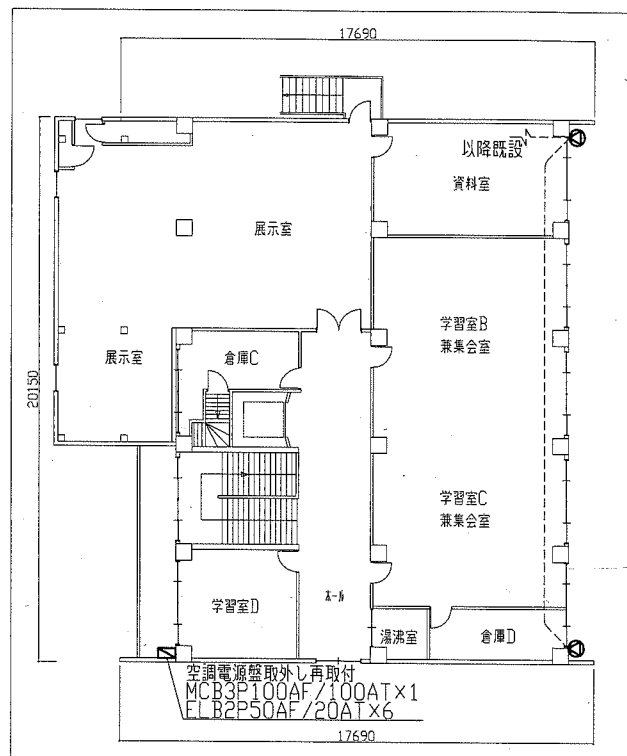 17690
以降既設
資料室
展示室
学習室B
兼集会室
展示室
倉庫C
20150
学習室C
兼集会室
学習室D
ホール
湯沸室
倉庫D
空調電源盤取外し再取付
MCB3P100AF/100AT×1
ELB2P50AF/20AT×6
17690